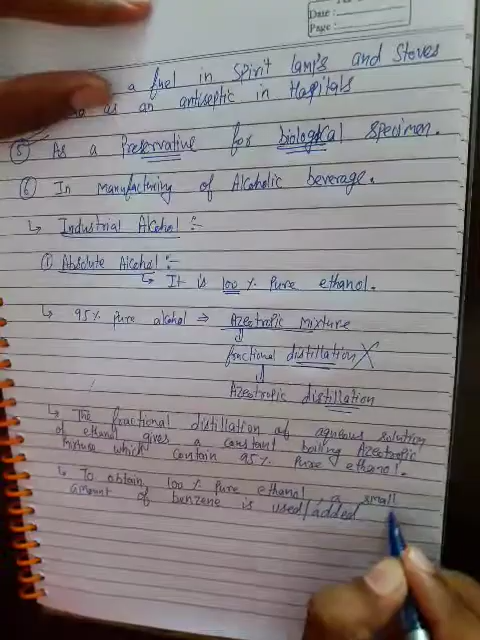 Date:
Page:
a fuel in Spirit lamp's and Stoves
as an antiseptic in Hospitals
⑤ As a Preservative for biological Specimen.
⑥ In manufacturing of Alcoholic beverage.
↳ Industrial Alcohol :-
① Absolute Alcohol :-
↳ It is 100 % Pure ethanol.
↳ 95% Pure alcohol ⇒ Azeotropic Mixture
⇓
fractional distillation X
⇓
Azeotropic distillation
↳ The fractional distillation of aqueous solution
of ethanol gives a constant boiling Azeotropic
Mixture which contain 95% Pure ethanol.
↳ To obtain 100% Pure ethanol, a small
amount of benzene is used/added